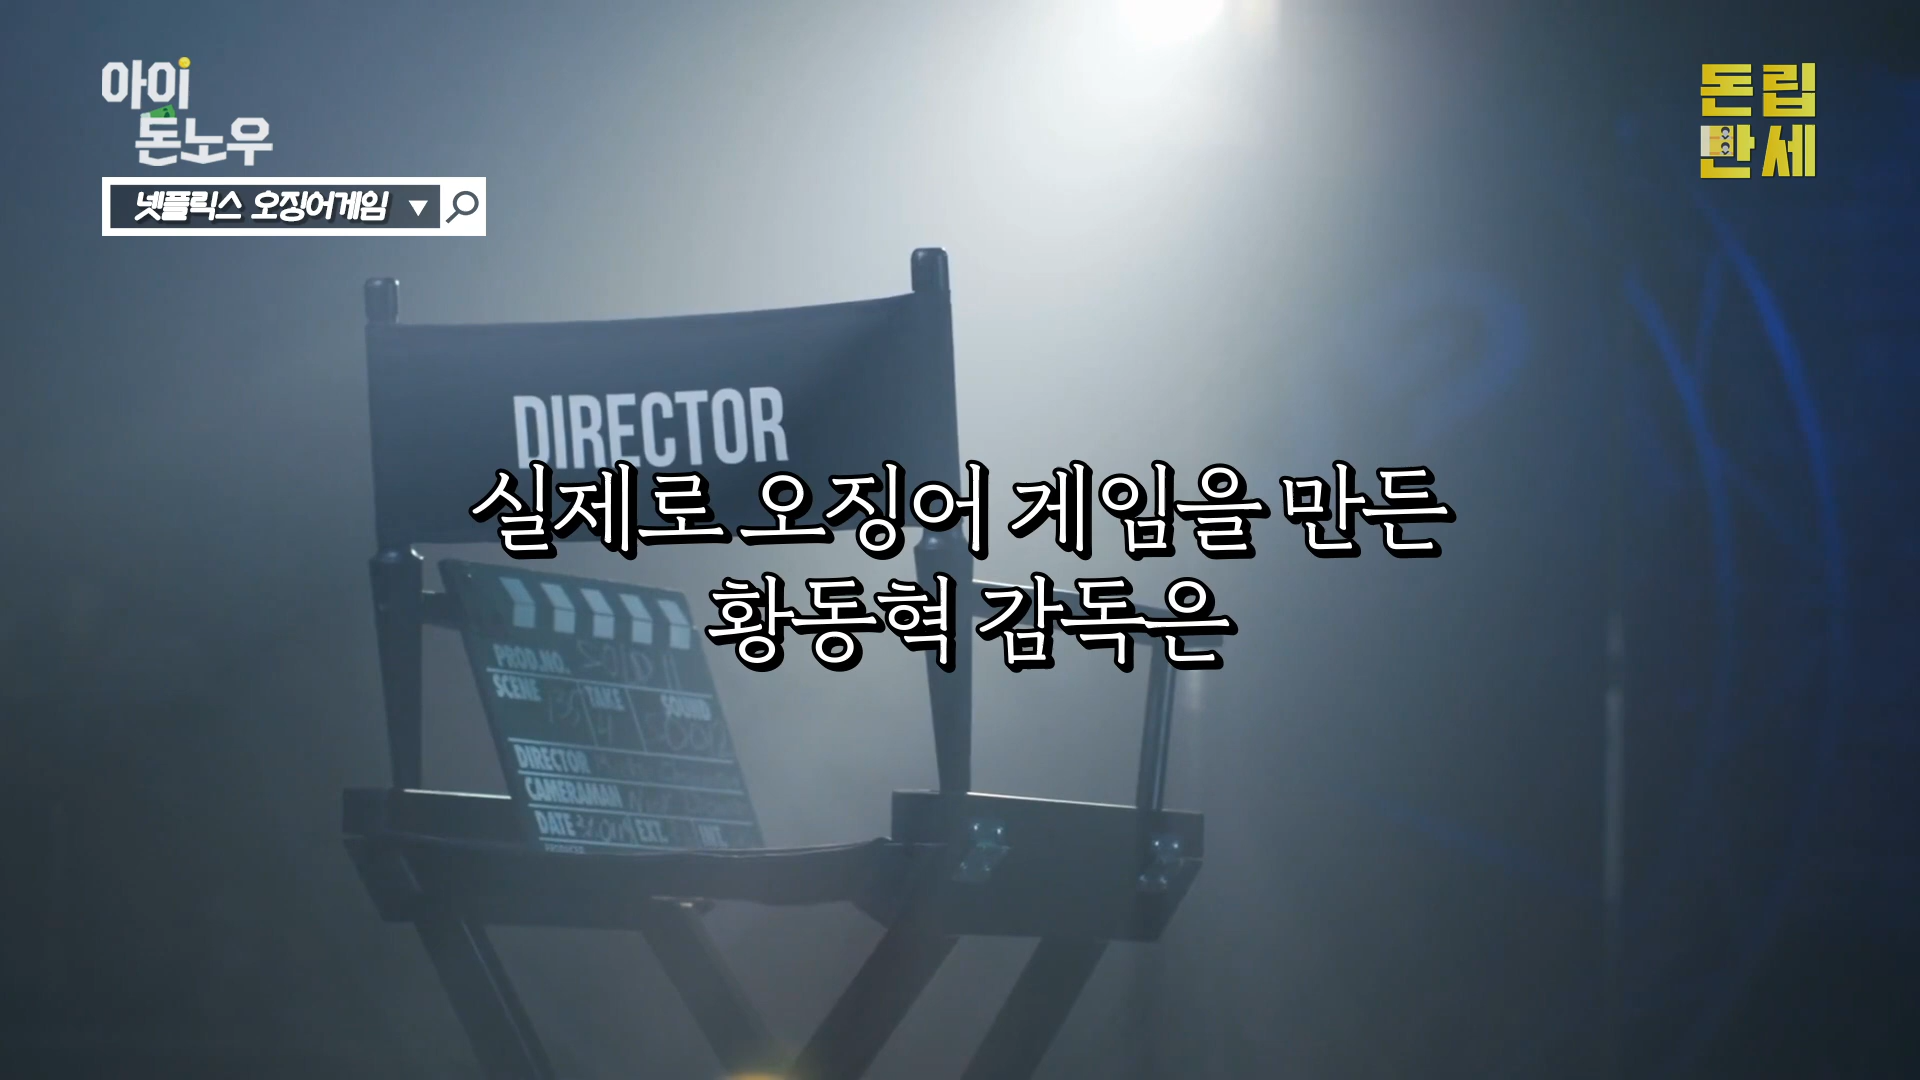 아이
돈노우
넷플릭스 오징어게임
돈립
만세
DIRECTOR
실제로 오징어 게임을 만든
황동혁 감독은
PROD.NO.
SCENE TAKE SOUND
DIRECTOR
CAMERAMAN
DATE EXT. INT.